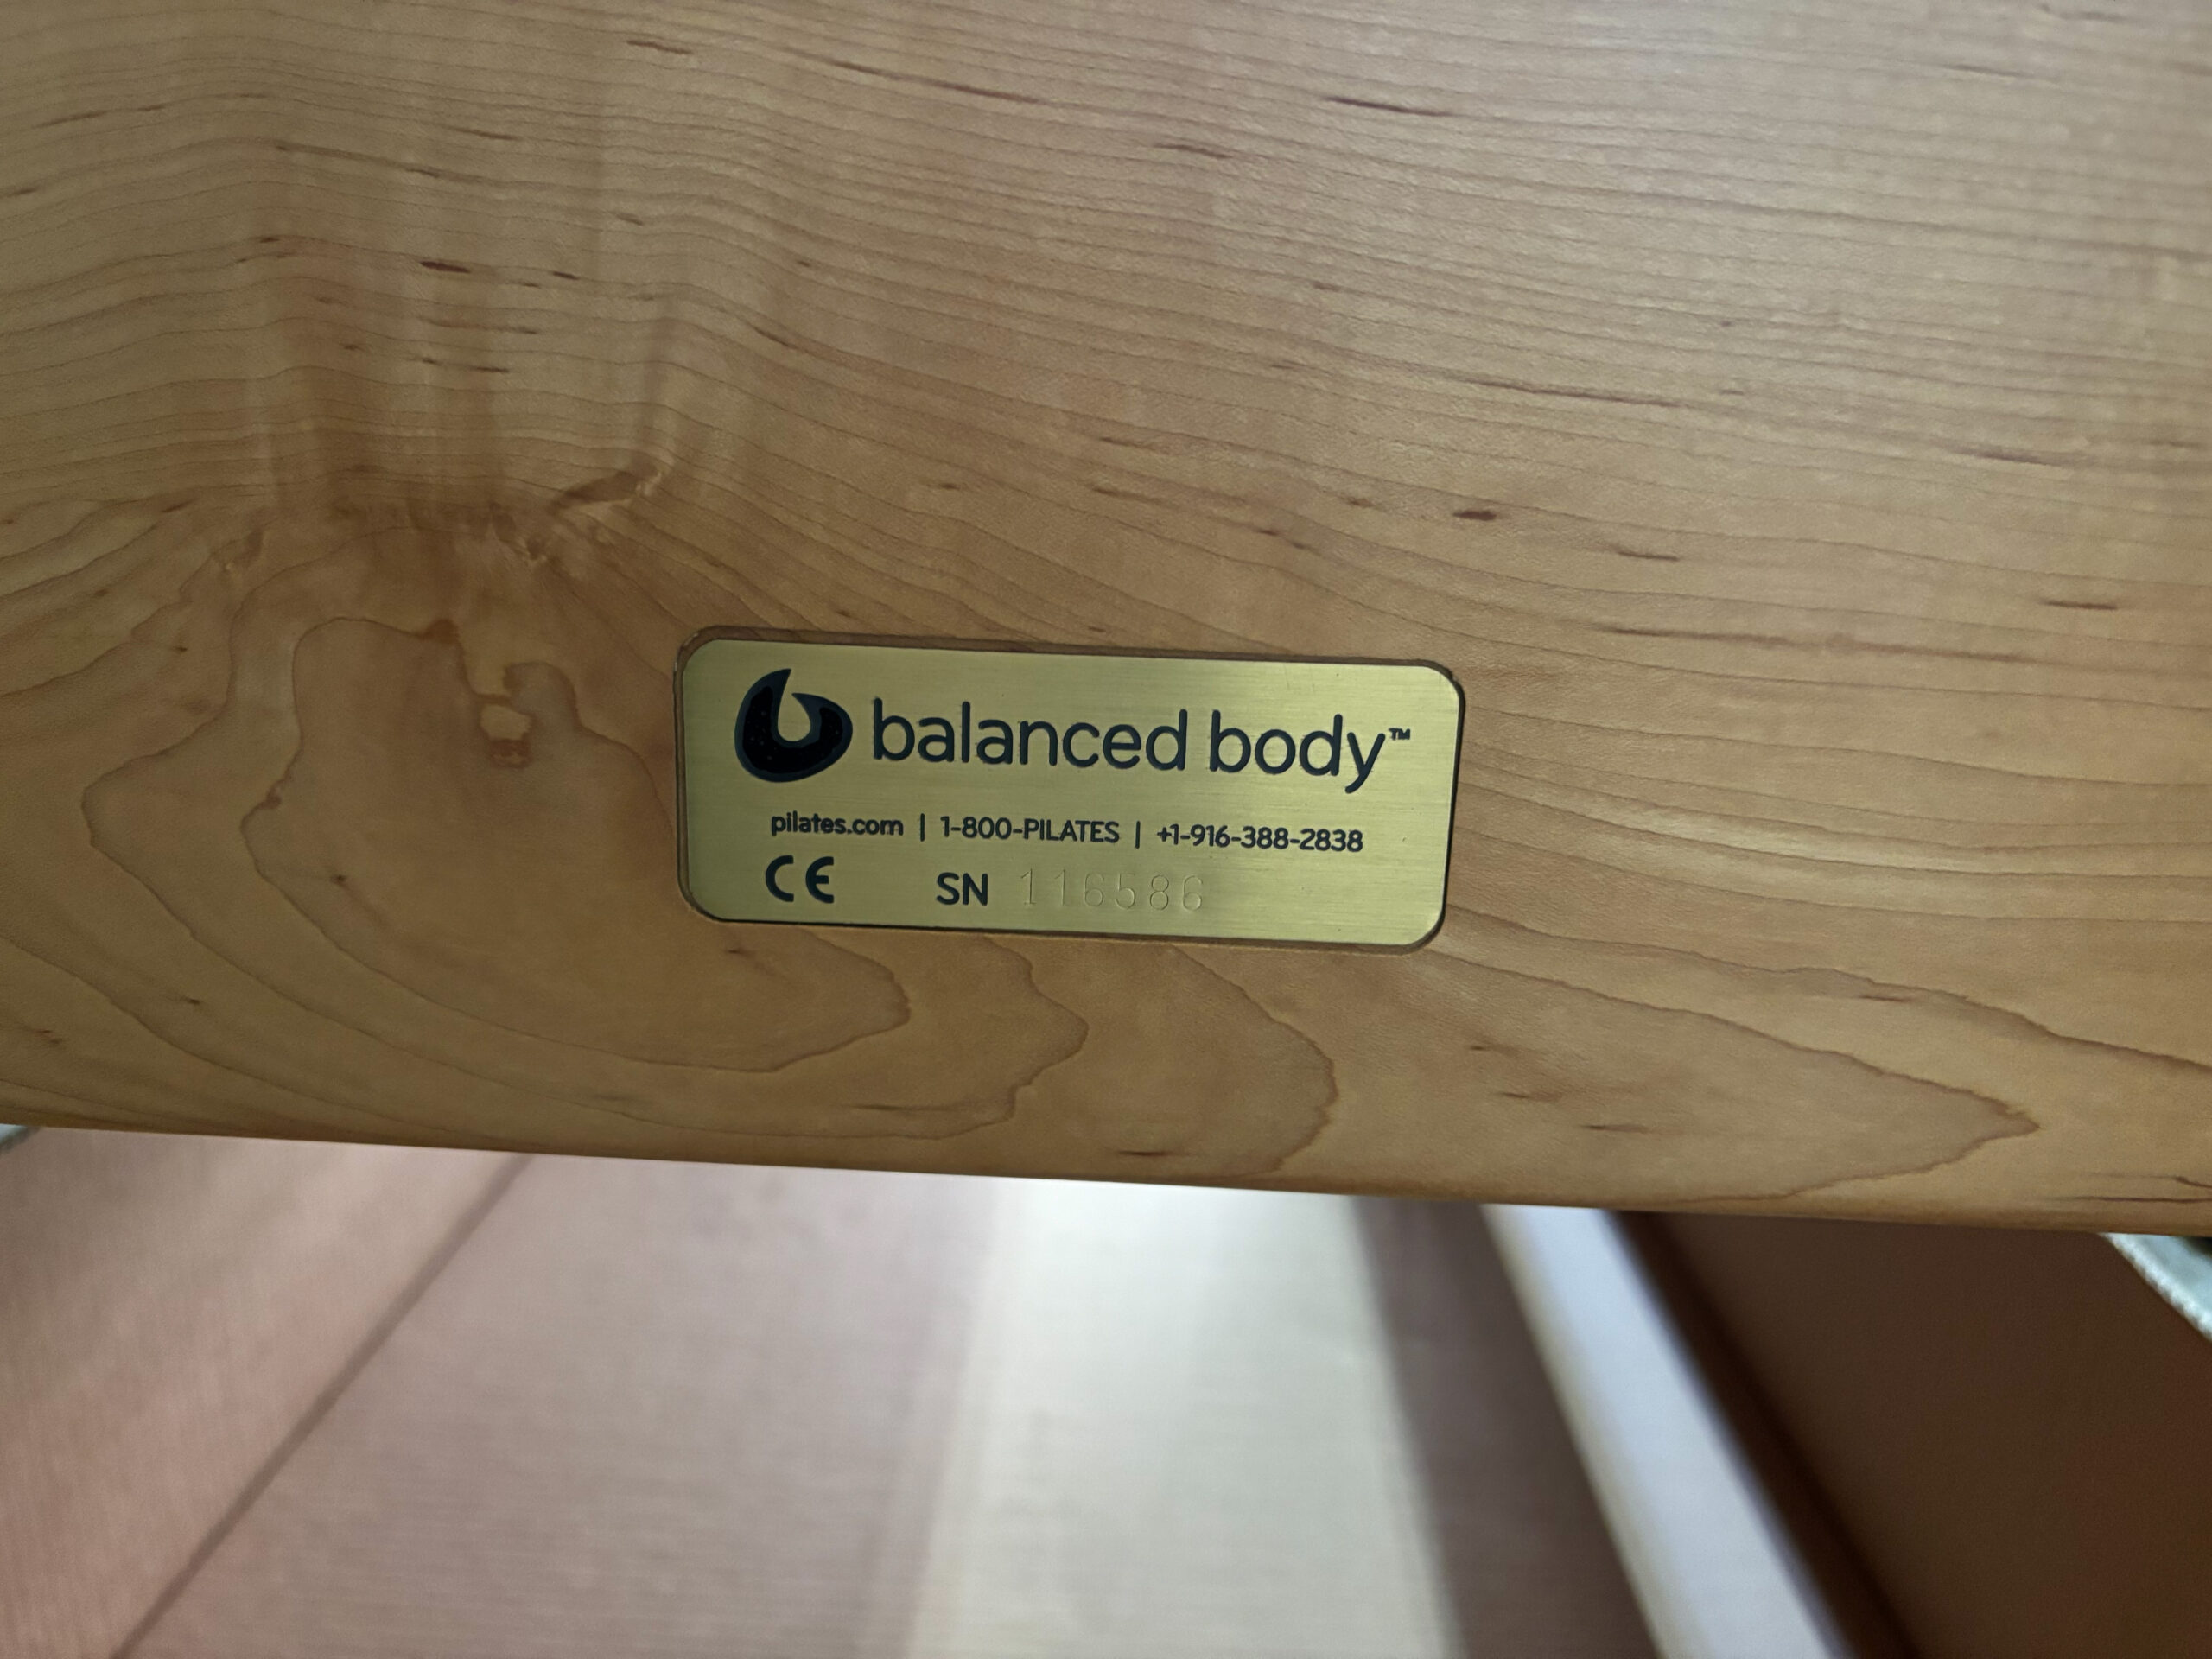 balanced body™
pilates.com | 1-800-PILATES | +1-916-388-2838
CE SN 116586